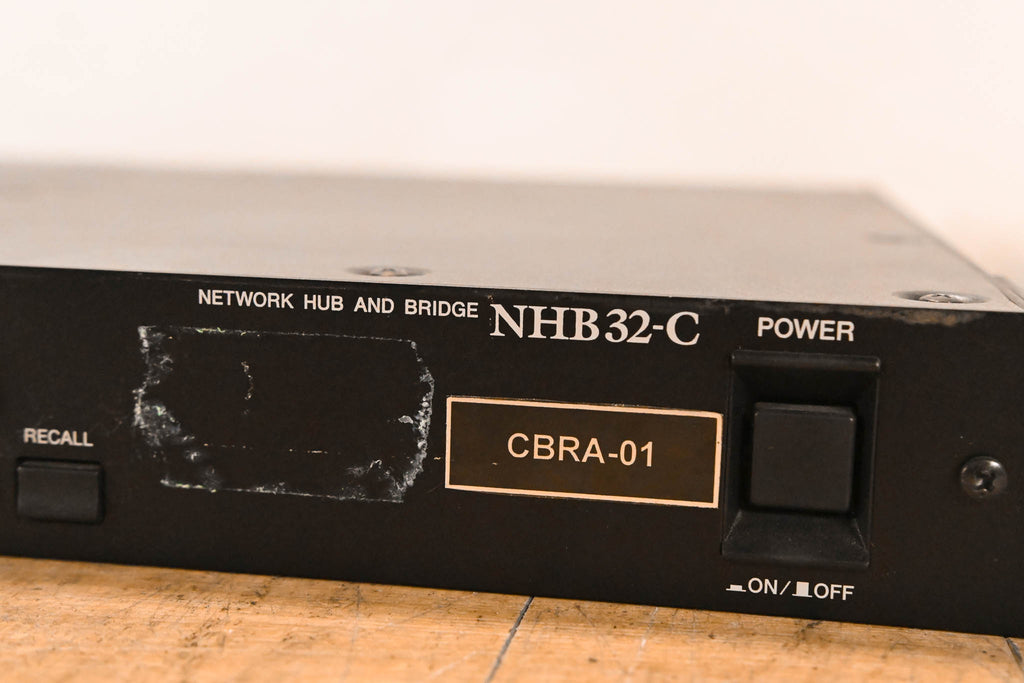 NETWORK HUB AND BRIDGE NHB32-C
POWER
RECALL
CBRA-01
ON/ OFF